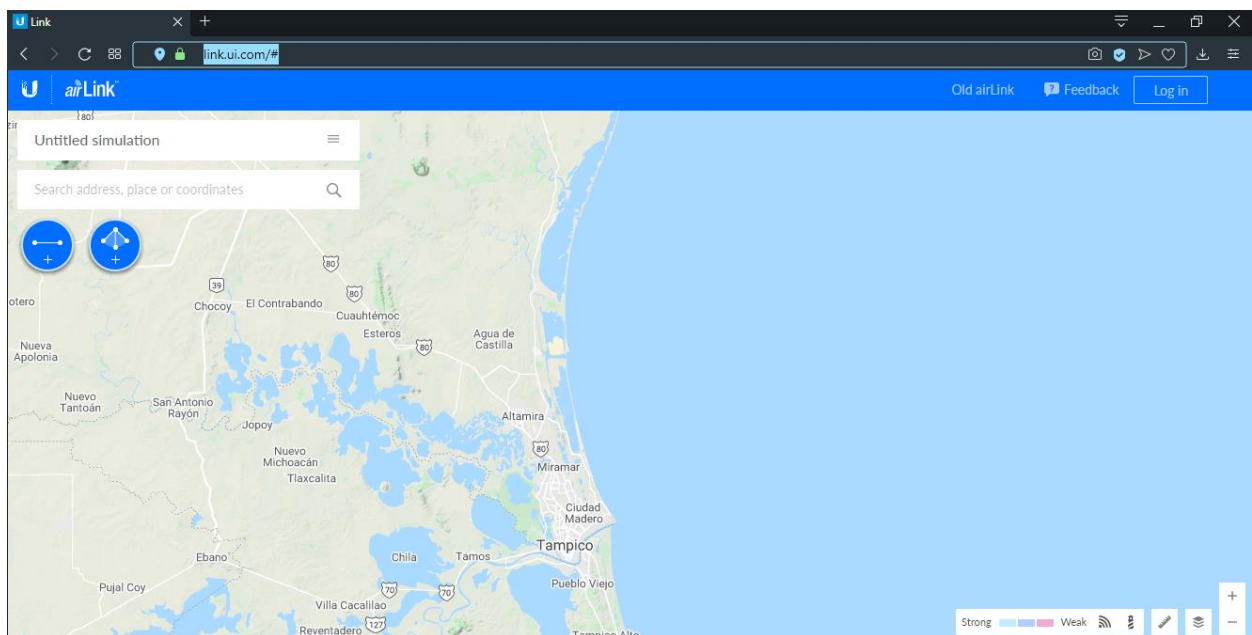 Link
link.ui.com/#
airLink
Old airLink
Feedback
Log in
80
Untitled simulation
Search address, place or coordinates
80
39
80
Chocoy
El Contrabando
Cuauhtémoc
otero
Esteros
80
Agua de
Castilla
Nueva
Apolonia
Nuevo
Tantoán
San Antonio
Rayón
Altamira
Jopoy
80
Nuevo
Michoacán
Miramar
Tlaxcalita
Ciudad
Madero
Tampico
Ebano
Chila
Tamos
Pueblo Viejo
Pujal Coy
70
70
Villa Cacalilao
127
Reventadero
Tampico Alto
Strong
Weak